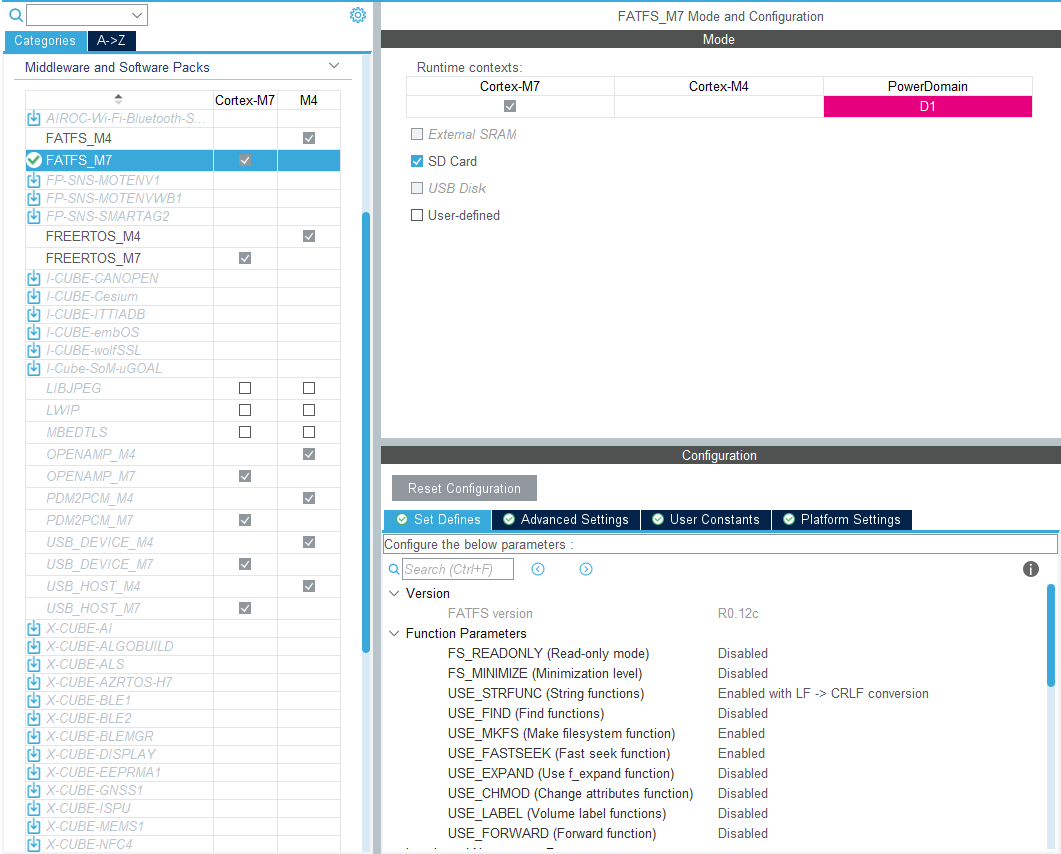 Categories
A->Z
Middleware and Software Packs
Cortex-M7 M4
AIROC-Wi-Fi-Bluetooth-S...
FATFS_M4
FATFS_M7
FP-SNS-MOTENV1
FP-SNS-MOTENVWB1
FP-SNS-SMARTAG2
FREERTOS_M4
FREERTOS_M7
I-CUBE-CANOPEN
I-CUBE-Cesium
I-CUBE-ITTIADB
I-CUBE-embOS
I-CUBE-wolfSSL
I-Cube-SoM-uGOAL
LIBJPEG
LWIP
MBEDTLS
OPENAMP_M4
OPENAMP_M7
PDM2PCM_M4
PDM2PCM_M7
USB_DEVICE_M4
USB_DEVICE_M7
USB_HOST_M4
USB_HOST_M7
X-CUBE-AI
X-CUBE-ALGOBUILD
X-CUBE-ALS
X-CUBE-AZRTOS-H7
X-CUBE-BLE1
X-CUBE-BLE2
X-CUBE-BLEMGR
X-CUBE-DISPLAY
X-CUBE-EEPRMA1
X-CUBE-GNSS1
X-CUBE-ISPU
X-CUBE-MEMS1
X-CUBE-NFC4
FATFS_M7 Mode and Configuration
Mode
Runtime contexts:
Cortex-M7 Cortex-M4 PowerDomain
D1
External SRAM
SD Card
USB Disk
User-defined
Configuration
Reset Configuration
Set Defines Advanced Settings User Constants Platform Settings
Configure the below parameters :
Search (Ctrl+F)
Version
FATFS version R0.12c
Function Parameters
FS_READONLY (Read-only mode) Disabled
FS_MINIMIZE (Minimization level) Disabled
USE_STRFUNC (String functions) Enabled with LF -> CRLF conversion
USE_FIND (Find functions) Disabled
USE_MKFS (Make filesystem function) Enabled
USE_FASTSEEK (Fast seek function) Enabled
USE_EXPAND (Use f_expand function) Disabled
USE_CHMOD (Change attributes function) Disabled
USE_LABEL (Volume label functions) Disabled
USE_FORWARD (Forward function) Disabled